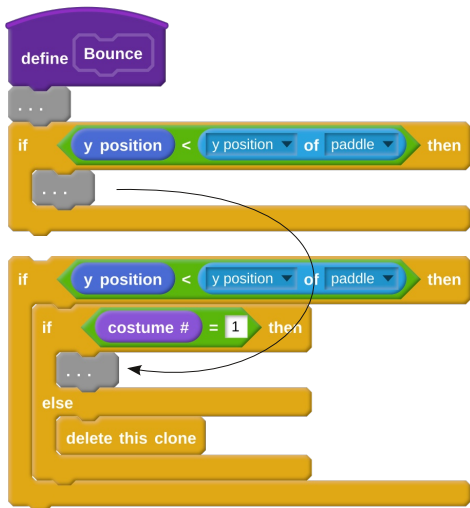 define Bounce
...
if y position < y position of paddle then
...
if y position < y position of paddle then
if costume # = 1 then
...
else
delete this clone